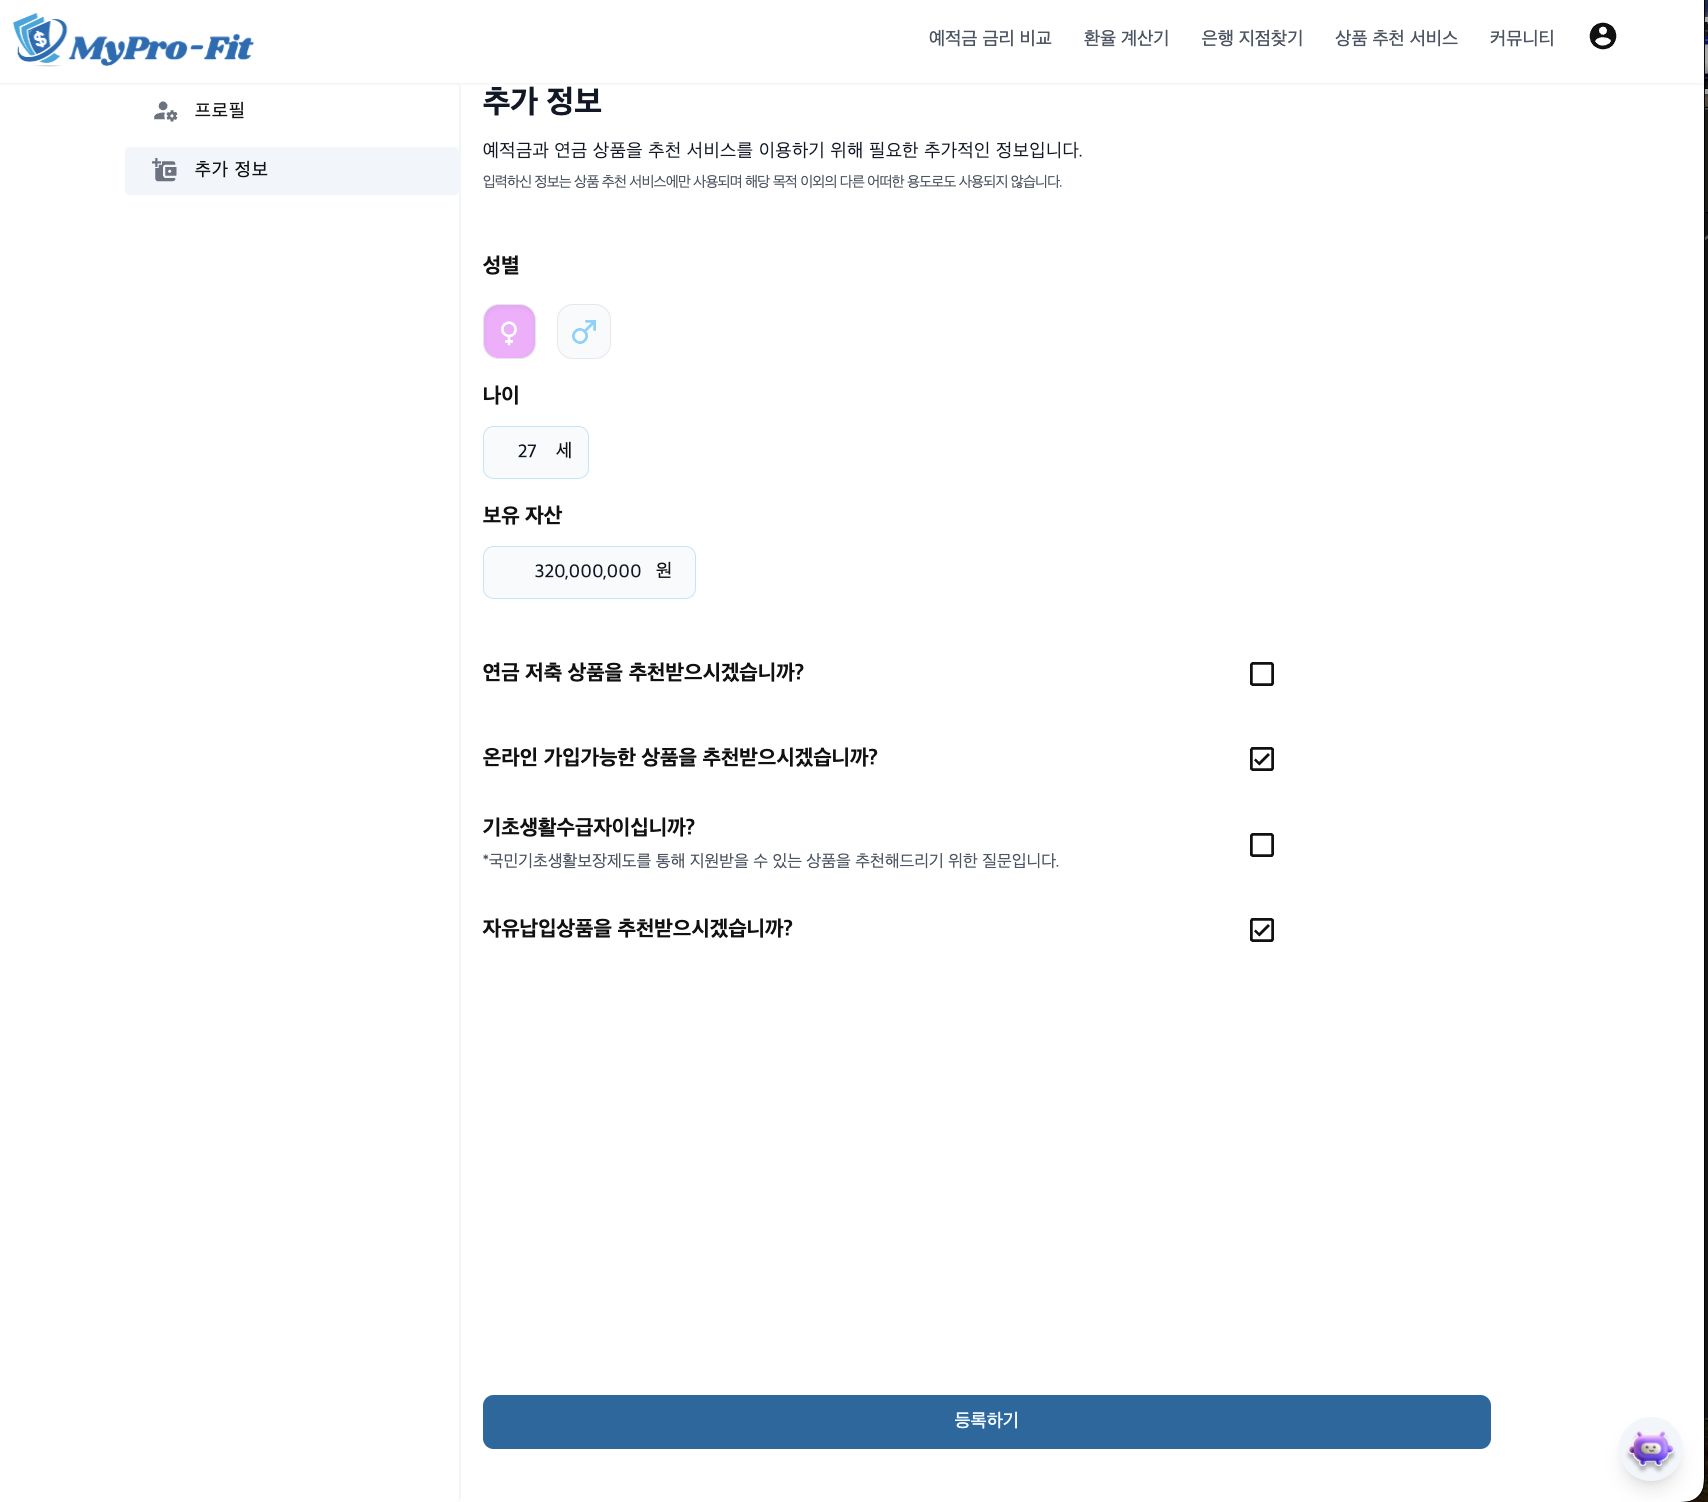 MyPro-Fit
예적금 금리 비교
환율 계산기
은행 지점찾기
상품 추천 서비스
커뮤니티
프로필
추가 정보
추가 정보
예적금과 연금 상품을 추천 서비스를 이용하기 위해 필요한 추가적인 정보입니다.
입력하신 정보는 상품 추천 서비스에만 사용되며 해당 목적 이외의 다른 어떠한 용도로도 사용되지 않습니다.
성별
나이
27 세
보유 자산
320,000,000 원
연금 저축 상품을 추천받으시겠습니까?
온라인 가입가능한 상품을 추천받으시겠습니까?
기초생활수급자이십니까?
*국민기초생활보장제도를 통해 지원받을 수 있는 상품을 추천해드리기 위한 질문입니다.
자유납입상품을 추천받으시겠습니까?
등록하기